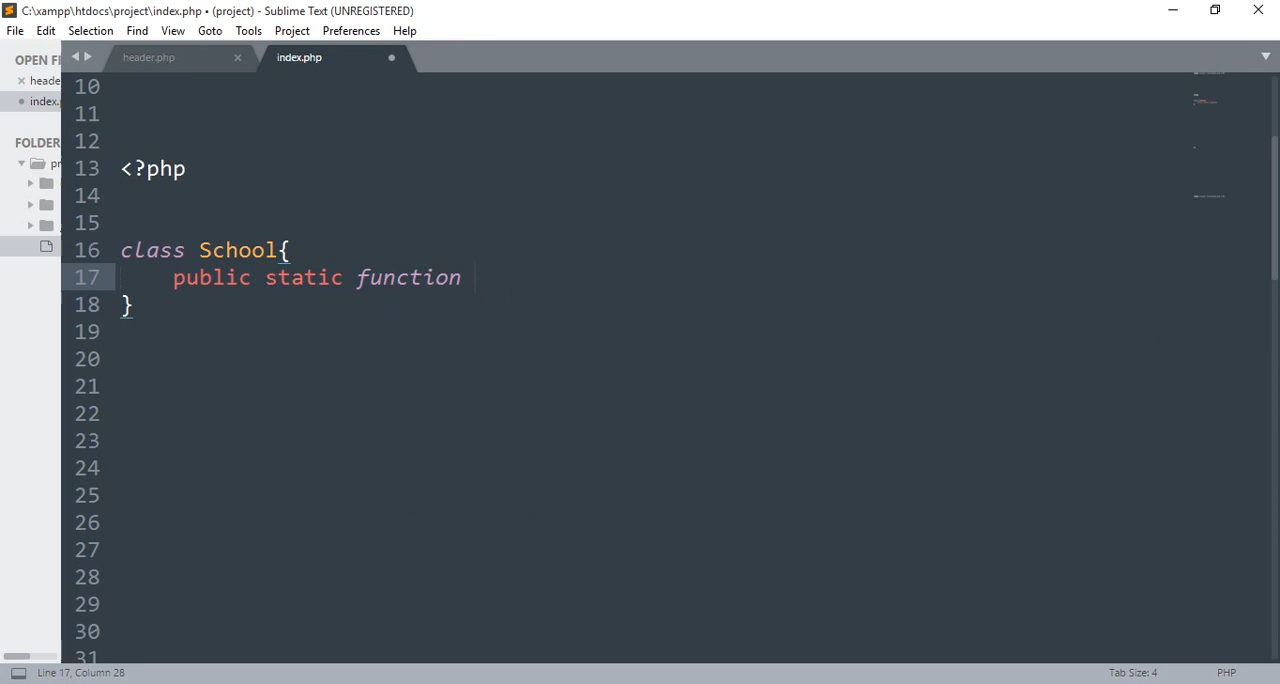 C:\xampp\htdocs\project\index.php • (project) - Sublime Text (UNREGISTERED)
File Edit Selection View Goto Tools Project Preferences Help
OPEN FI
header.php
index.php
heade
index.p
FOLDER
pr
10
11
12
13 <?php
14
15
16 class School{
17 public static function
18 }
19
20
21
22
23
24
25
26
27
28
29
30
31
Line 17, Column 28
Tab Size: 4
PHP